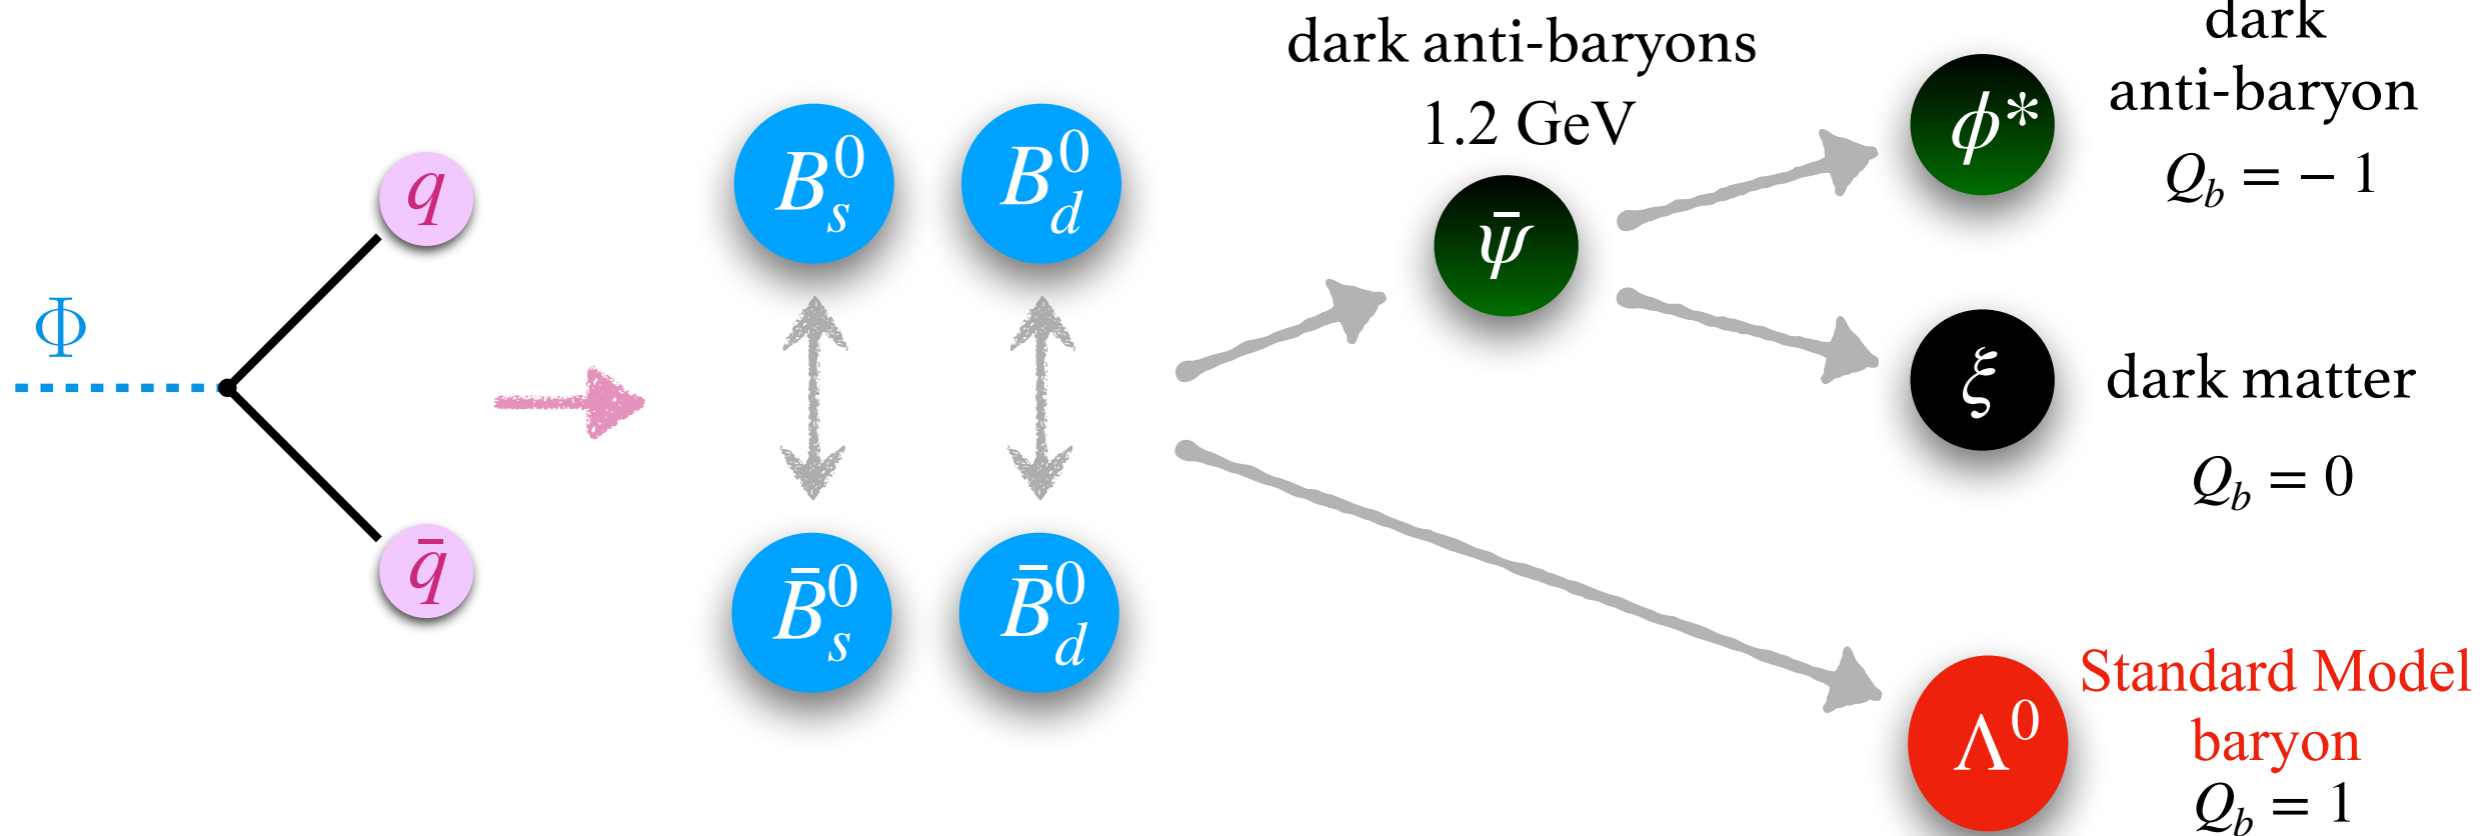 Φ
q
q̄
B_s^0
B_d^0
B̄_s^0
B̄_d^0
dark anti-baryons
1.2 GeV
ψ̄
ϕ*
dark
anti-baryon
Q_b = − 1
ξ
dark matter
Q_b = 0
Λ^0
Standard Model
baryon
Q_b = 1